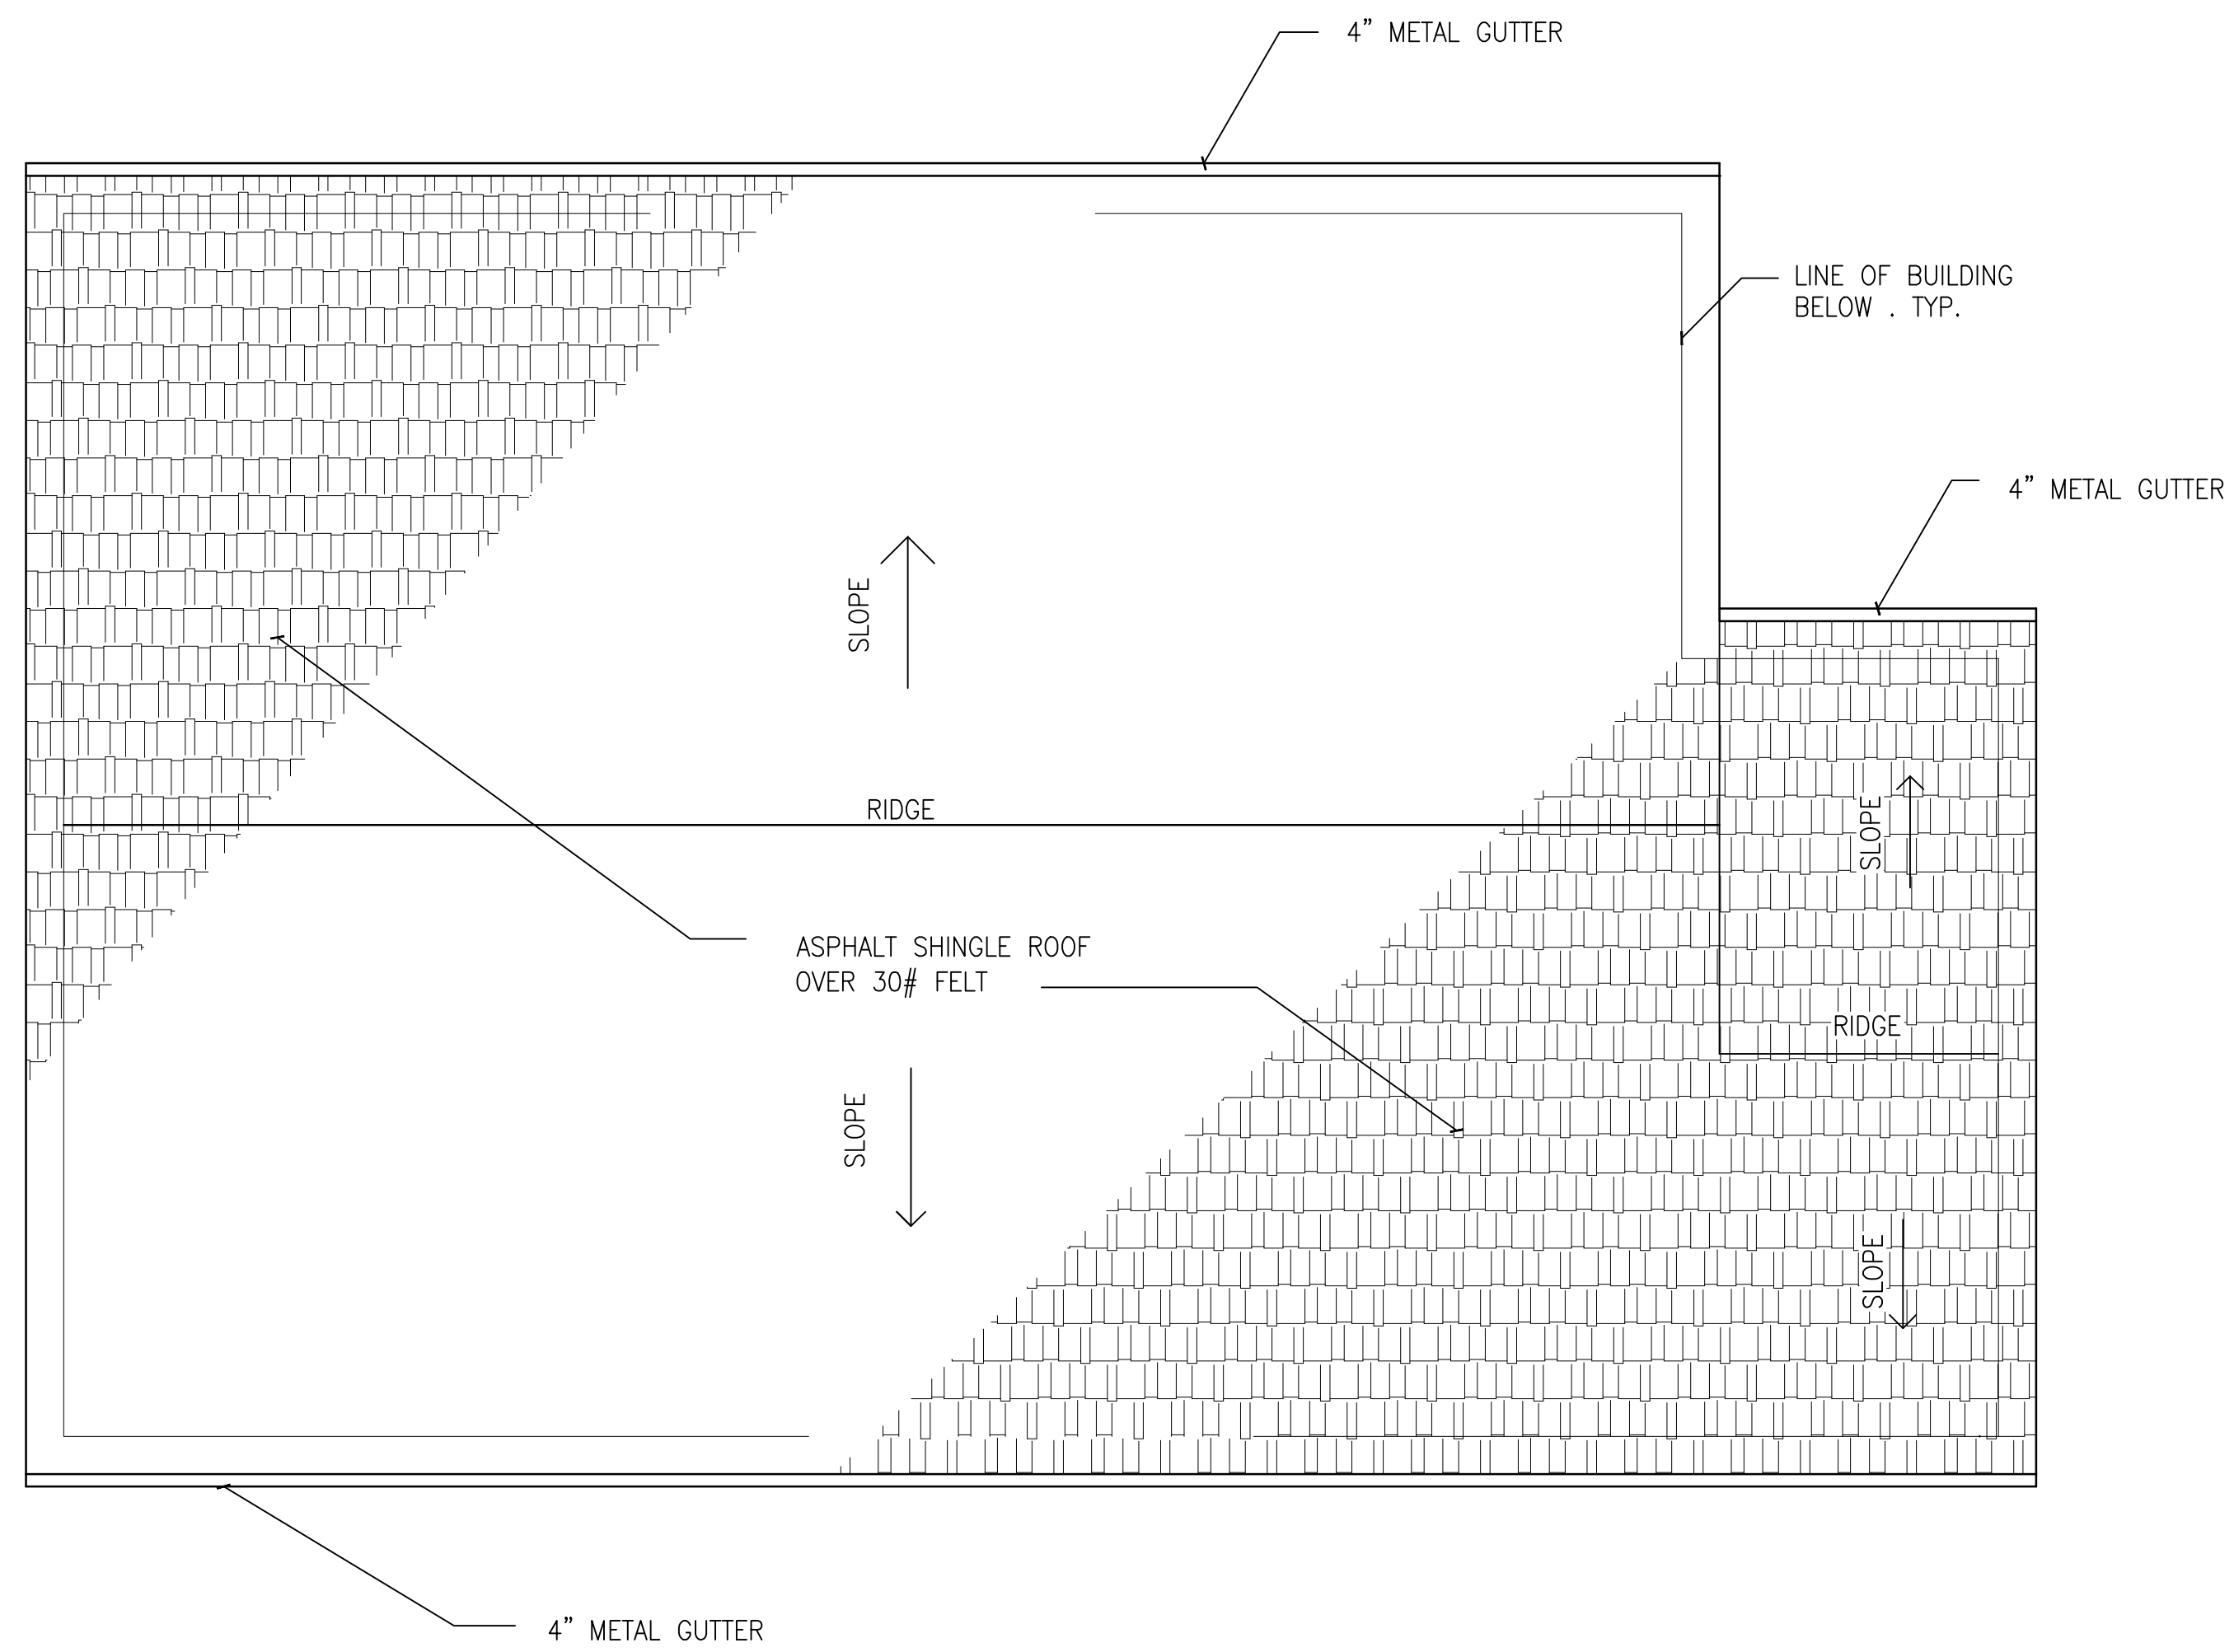 4” METAL GUTTER
LINE OF BUILDING
BELOW . TYP.
4” METAL GUTTER
SLOPE
RIDGE
SLOPE
ASPHALT SHINGLE ROOF
OVER 30# FELT
RIDGE
SLOPE
SLOPE
4” METAL GUTTER